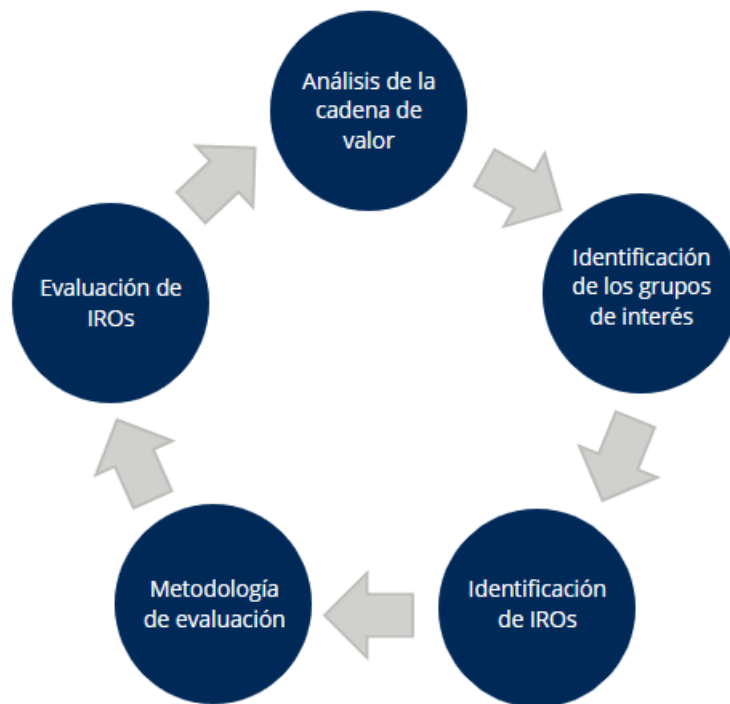 Análisis de la
cadena de
valor
Identificación
de los grupos
de interés
Identificación
de IROs
Metodología
de evaluación
Evaluación de
IROs